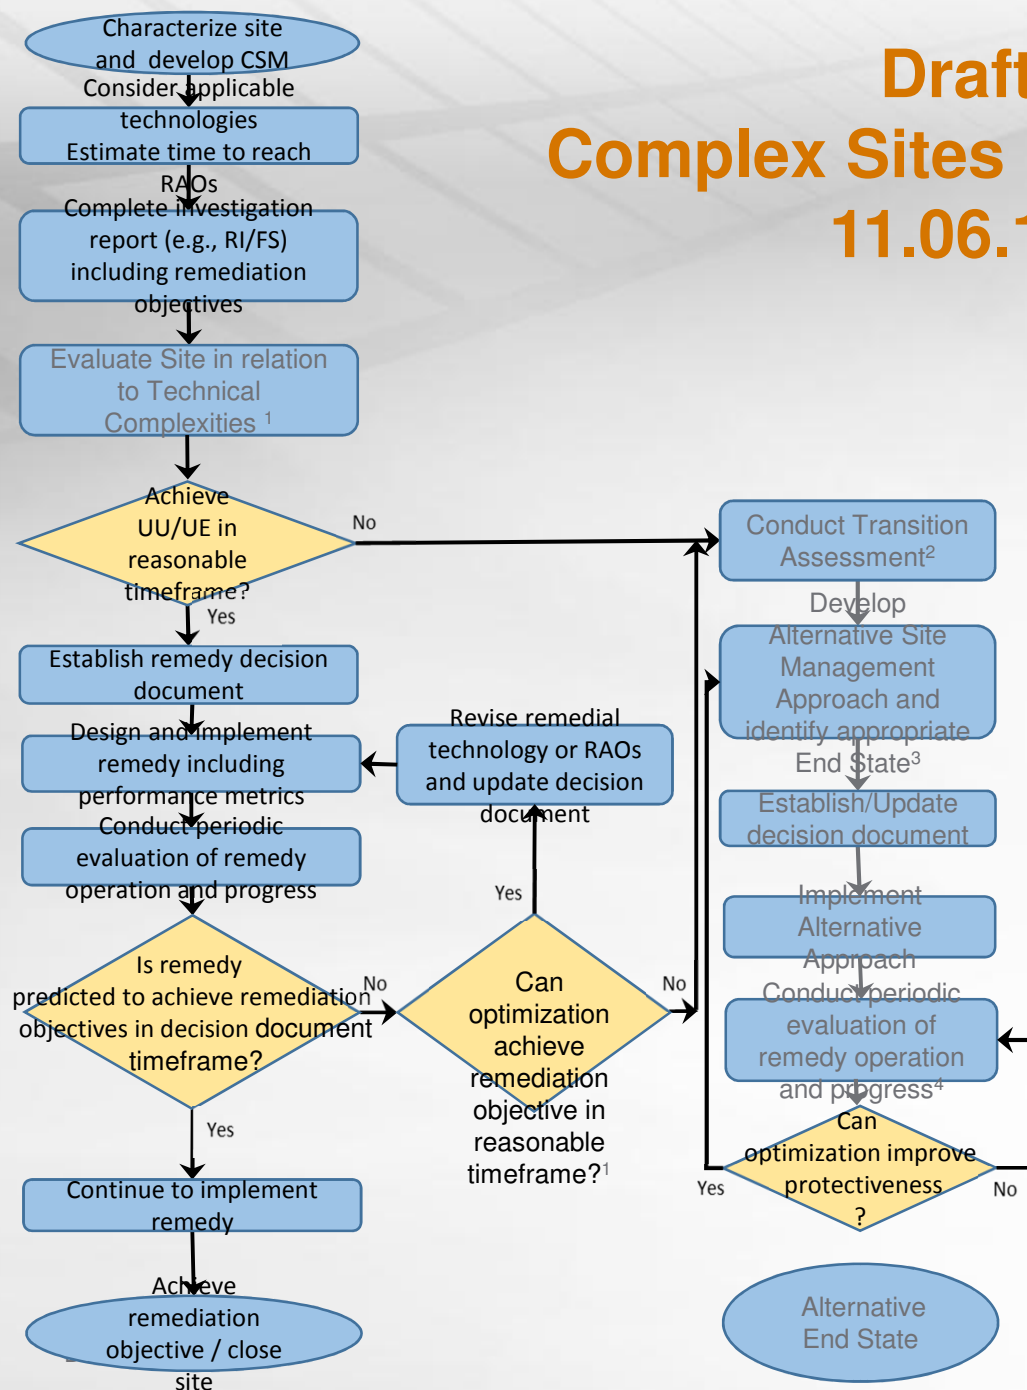 Draft
Complex Sites
11.06.1
Characterize site
and develop CSM
Consider applicable
technologies
Estimate time to reach
RAOs
Complete investigation
report (e.g., RI/FS)
including remediation
objectives
Evaluate Site in relation
to Technical
Complexities ¹
Achieve
UU/UE in
reasonable
timeframe?
No
Yes
Establish remedy decision
document
Design and implement
remedy including
performance metrics
Conduct periodic
evaluation of remedy
operation and progress
Is remedy
predicted to achieve remediation
objectives in decision document
timeframe?
No
Yes
Continue to implement
remedy
Achieve
remediation
objective / close
site
Revise remedial
technology or RAOs
and update decision
document
Yes
Can
optimization
achieve
remediation
objective in
reasonable
timeframe?¹
No
Conduct Transition
Assessment²
Develop
Alternative Site
Management
Approach and
identify appropriate
End State³
Establish/Update
decision document
Implement
Alternative
Approach
Conduct periodic
evaluation of
remedy operation
and progress⁴
Can
optimization improve
protectiveness
?
Yes
No
Alternative
End State